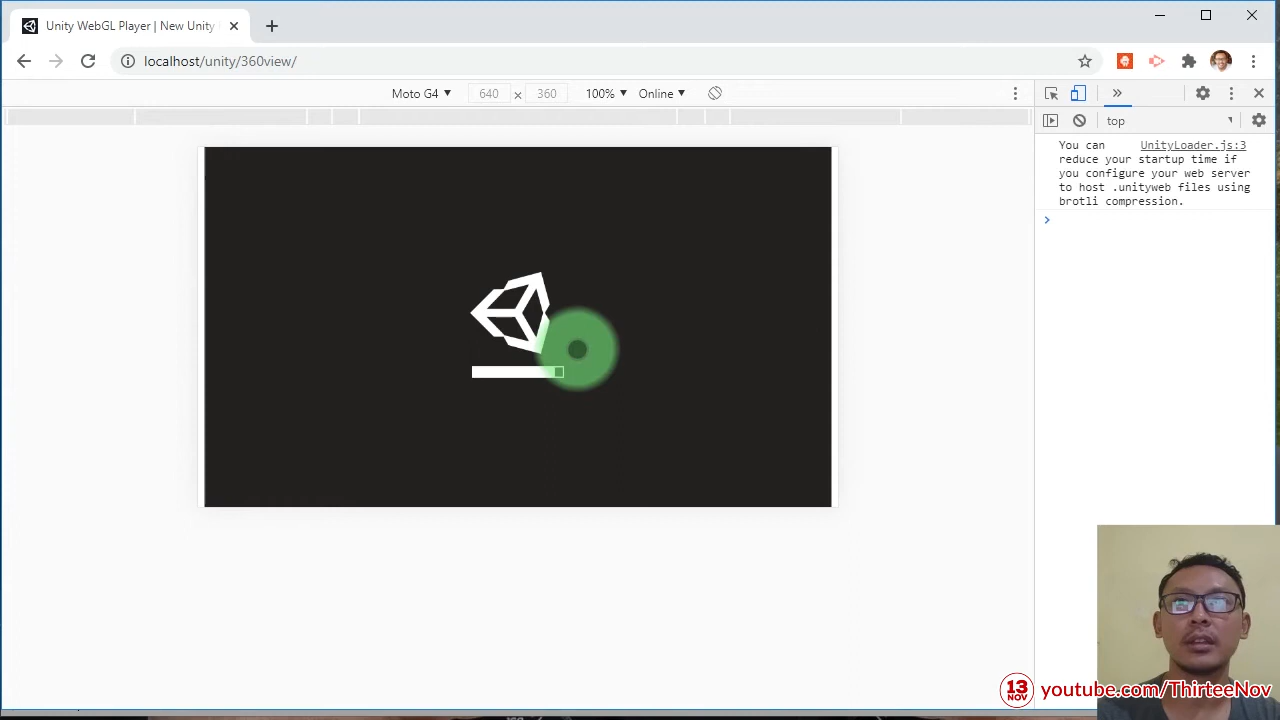 Unity WebGL Player | New Unity
localhost/unity/360view/
Moto G4
640 × 360
100%
Online
top
You can UnityLoader.js:3
reduce your startup time if
you configure your web server
to host .unityweb files using
brotli compression.
13
NOV
youtube.com/ThirteeNov